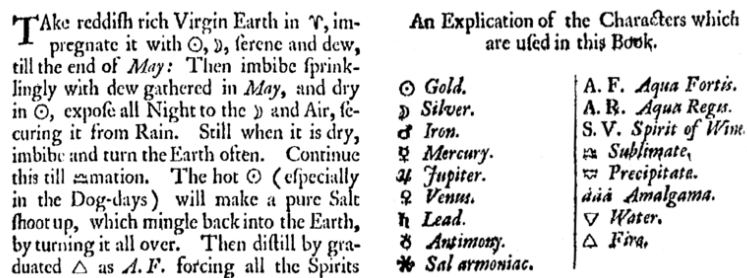 TAke reddiſh rich Virgin Earth in ♈, im-
pregnate it with ☉, ☽, ſerene and dew,
till the end of May: Then imbibe ſprink-
lingly with dew gathered in May, and dry
in ☉, expoſe all Night to the ☽ and Air, ſe-
curing it from Rain. Still when it is dry,
imbibe and turn the Earth often. Continue
this till 🝞mation. The hot ☉ (eſpecially
in the Dog-days) will make a pure Salt
ſhoot up, which mingle back into the Earth,
by turning it all over. Then diſtill by gra-
duated △ as A. F. forcing all the Spirits
An Explication of the Characters which
are uſed in this Book.
☉ Gold.
☽ Silver.
♂ Iron.
☿ Mercury.
♃ Jupiter.
♀ Venus.
♄ Lead.
♁ Antimony.
✱ Sal armoniac.
A. F. Aqua Fortis.
A. R. Aqua Regis.
S. V. Spirit of Wine.
🝞 Sublimate.
🝟 Precipitate.
aaa Amalgama.
▽ Water.
△ Fire.